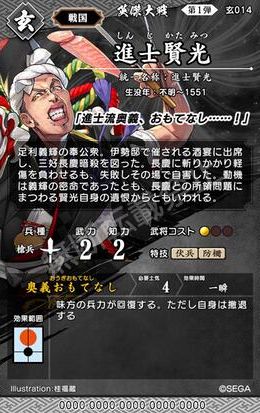 玄
戦国
英傑大戦
第1弾
玄014
しんじかたみつ
進士賢光
統一名称：進士賢光
生没年：不明～1551
「進士流奥義、おもてなし……！」
足利義輝の奉公衆。伊勢邸で催される酒宴に出席
し、三好長慶暗殺を図った。長慶に斬りかかり軽
傷を負わせるも、失敗しその場で自害した。動機
は義輝の密命であったとも、長慶との所領問題に
まつわる賢光自身の遺恨からともいわれる。
兵種 武力 知力 武将コスト
槍兵 2 2 特技 伏兵 防柵
おうぎおもてなし 必要士気 効果時間
奥義おもてなし 4 一瞬
効果範囲
味方の兵力が回復する。ただし自身は撤退
する
Illustration:桂福蔵
©SEGA
0000-0000-0000-0000-0000